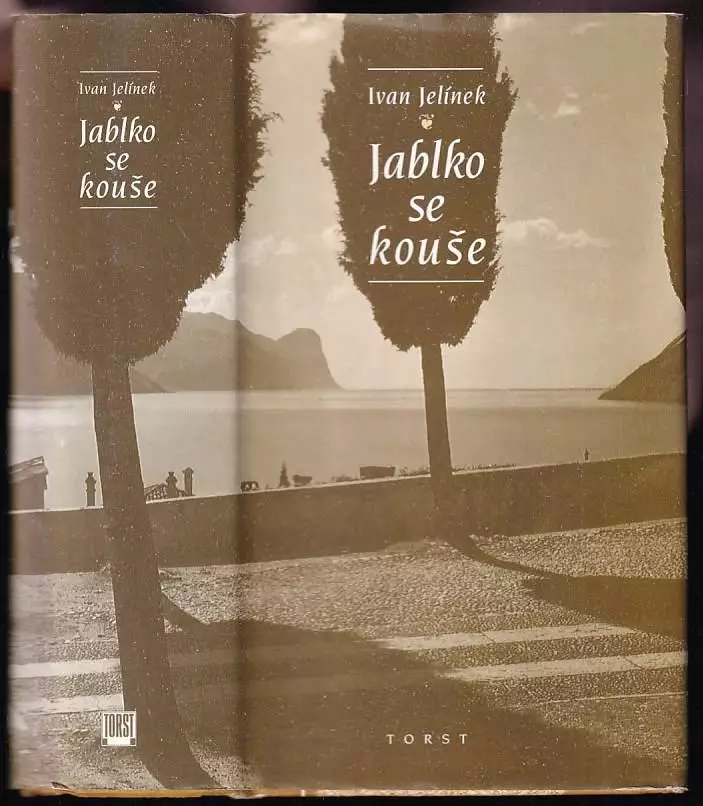 Ivan Jelínek
Jablko
se
kouše
TORST
Ivan Jelínek
Jablko
se
kouše
TORST